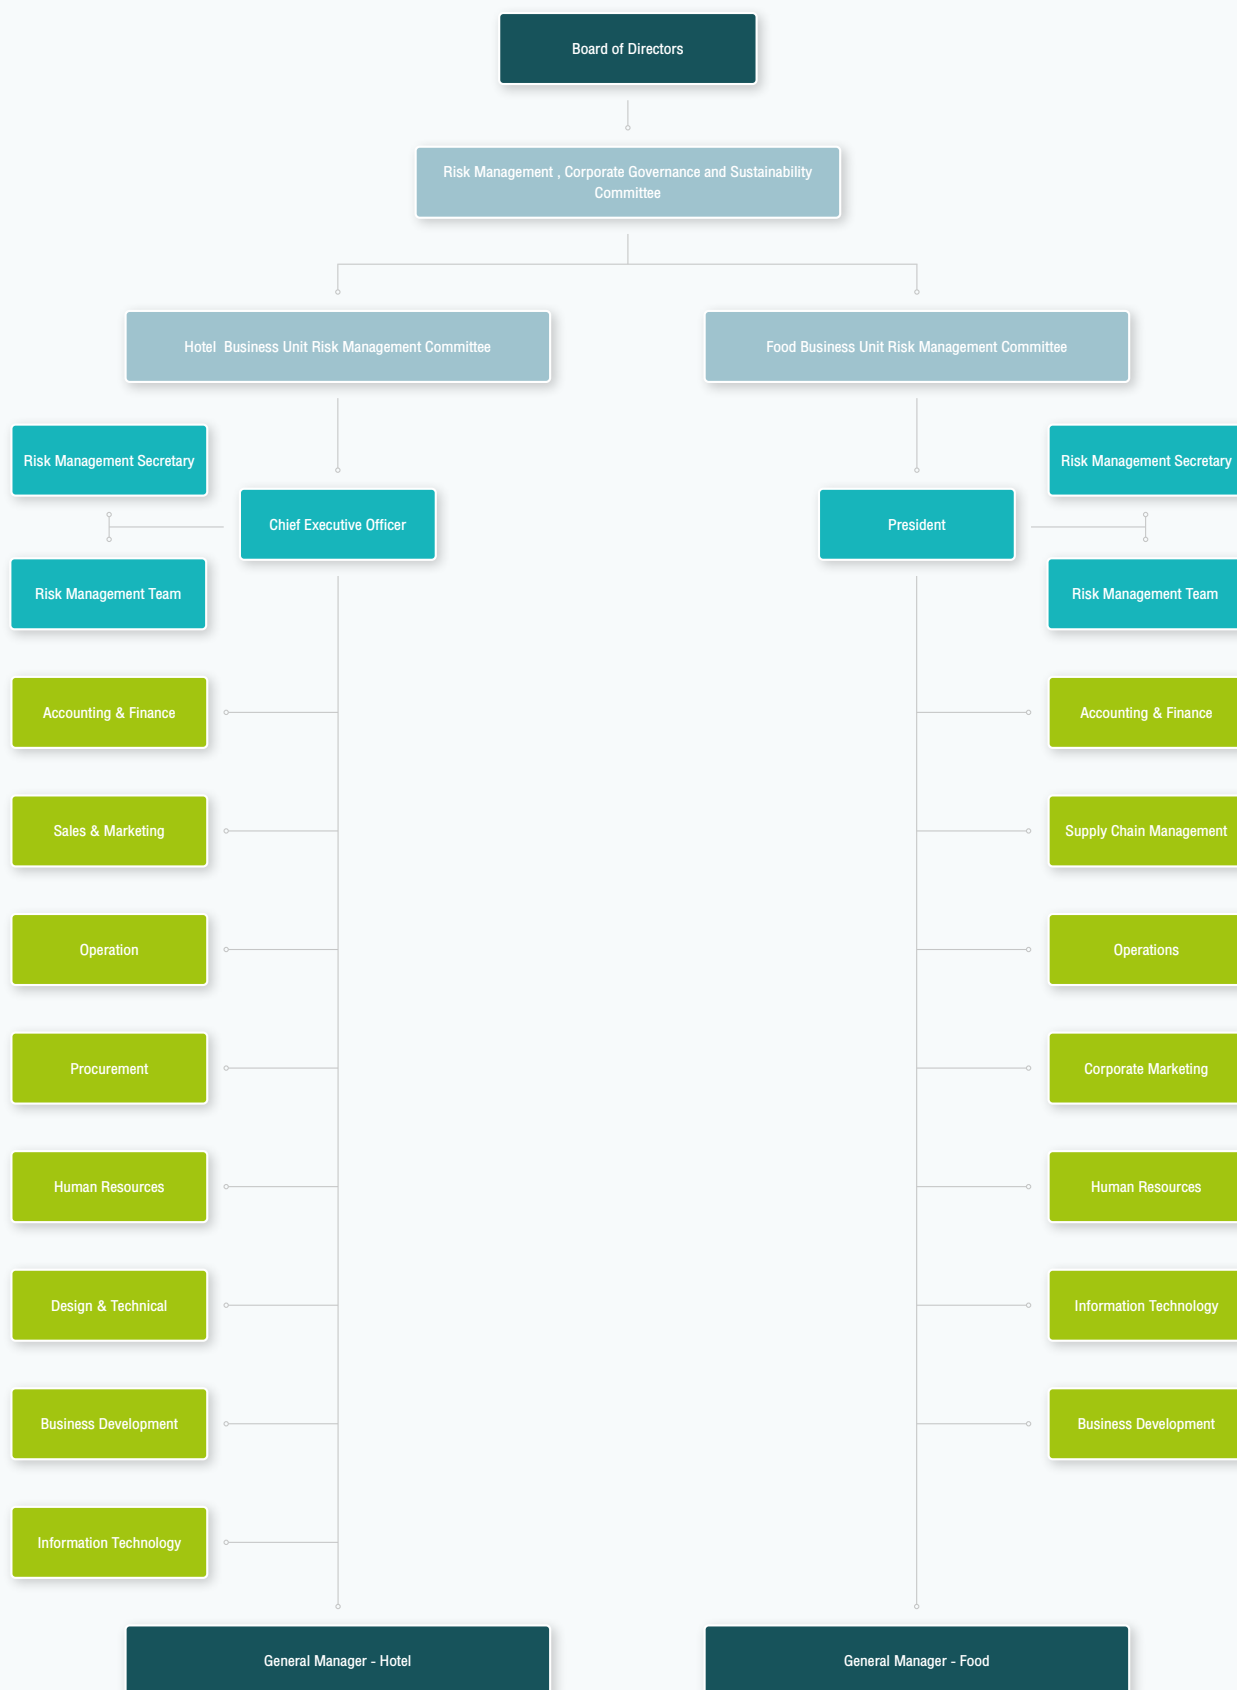 Board of Directors
Risk Management , Corporate Governance and Sustainability
Committee
Hotel  Business Unit Risk Management Committee
Food Business Unit Risk Management Committee
Risk Management Secretary
Risk Management Secretary
Chief Executive Officer
President
Risk Management Team
Risk Management Team
Accounting & Finance
Accounting & Finance
Sales & Marketing
Supply Chain Management
Operation
Operations
Procurement
Corporate Marketing
Human Resources
Human Resources
Design & Technical
Information Technology
Business Development
Business Development
Information Technology
General Manager - Hotel
General Manager - Food